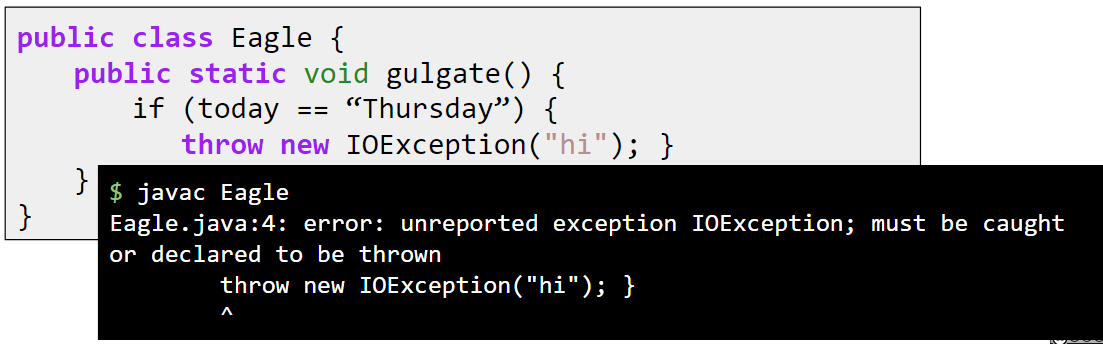 public class Eagle {
    public static void gulgate() {
        if (today == “Thursday”) {
            throw new IOException("hi"); }
    }
}
$ javac Eagle
Eagle.java:4: error: unreported exception IOException; must be caught
or declared to be thrown
        throw new IOException("hi"); }
        ^